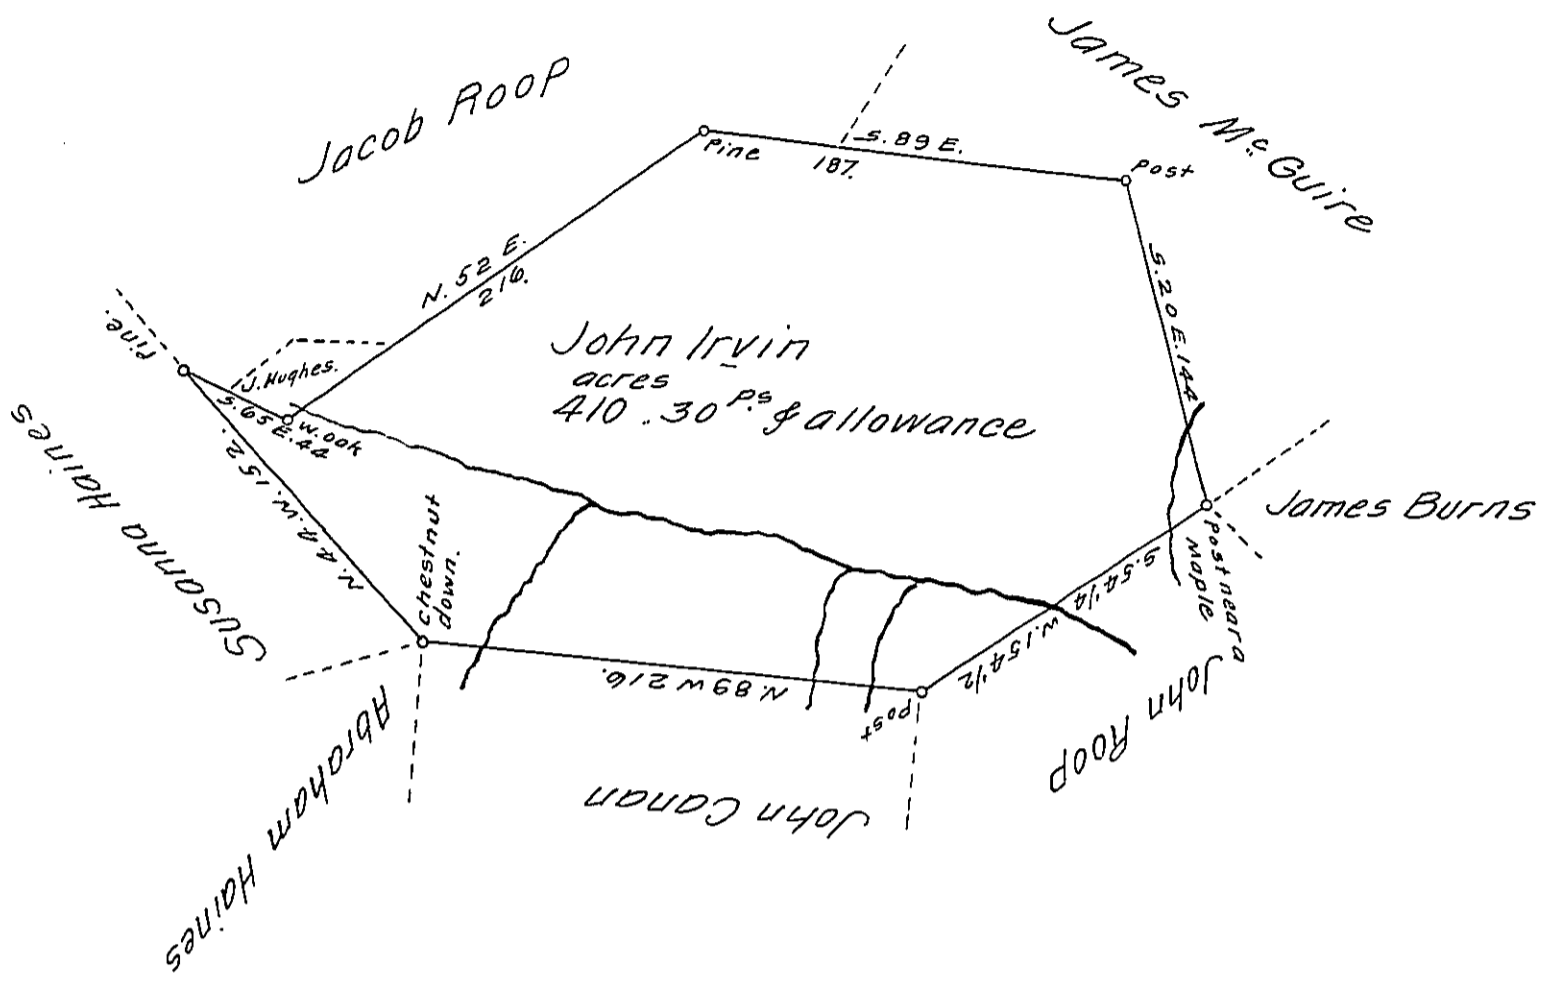 Jacob Roop
James McGuire
Pine
S. 89 E.
187.
Post
N. 52 E.
216.
S. 20 E. 144
Pine.
J. Hughes.
S. 65 E. 44
W. oak
John Irvin
acres
410 . 30 p.s & allowance
Susanna Haines
N. 44. W. 152.
chestnut
down.
James Burns
Post near a
Maple
S. 54 1/4
W. 154 1/2
N. 89 W 216.
Post
John Roop
Abraham Haines
John Canan